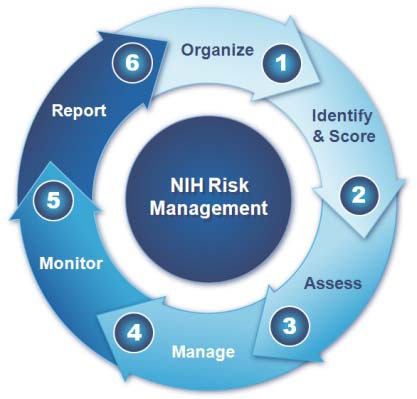 Organize
1
Identify
& Score
2
Assess
3
Manage
4
Monitor
5
Report
6
NIH Risk
Management